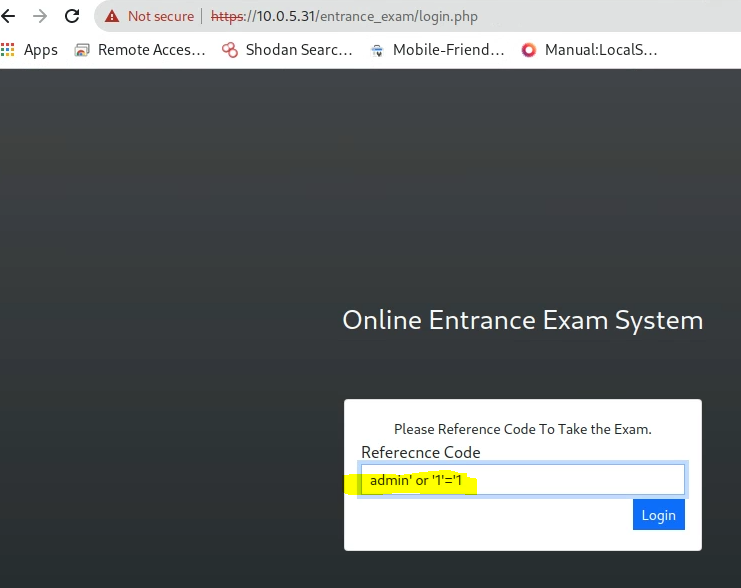 Not secure https://10.0.5.31/entrance_exam/login.php
Apps Remote Acces… Shodan Searc… Mobile-Friend… Manual:LocalS…
Online Entrance Exam System
Please Reference Code To Take the Exam.
Referecnce Code
admin' or '1'='1
Login